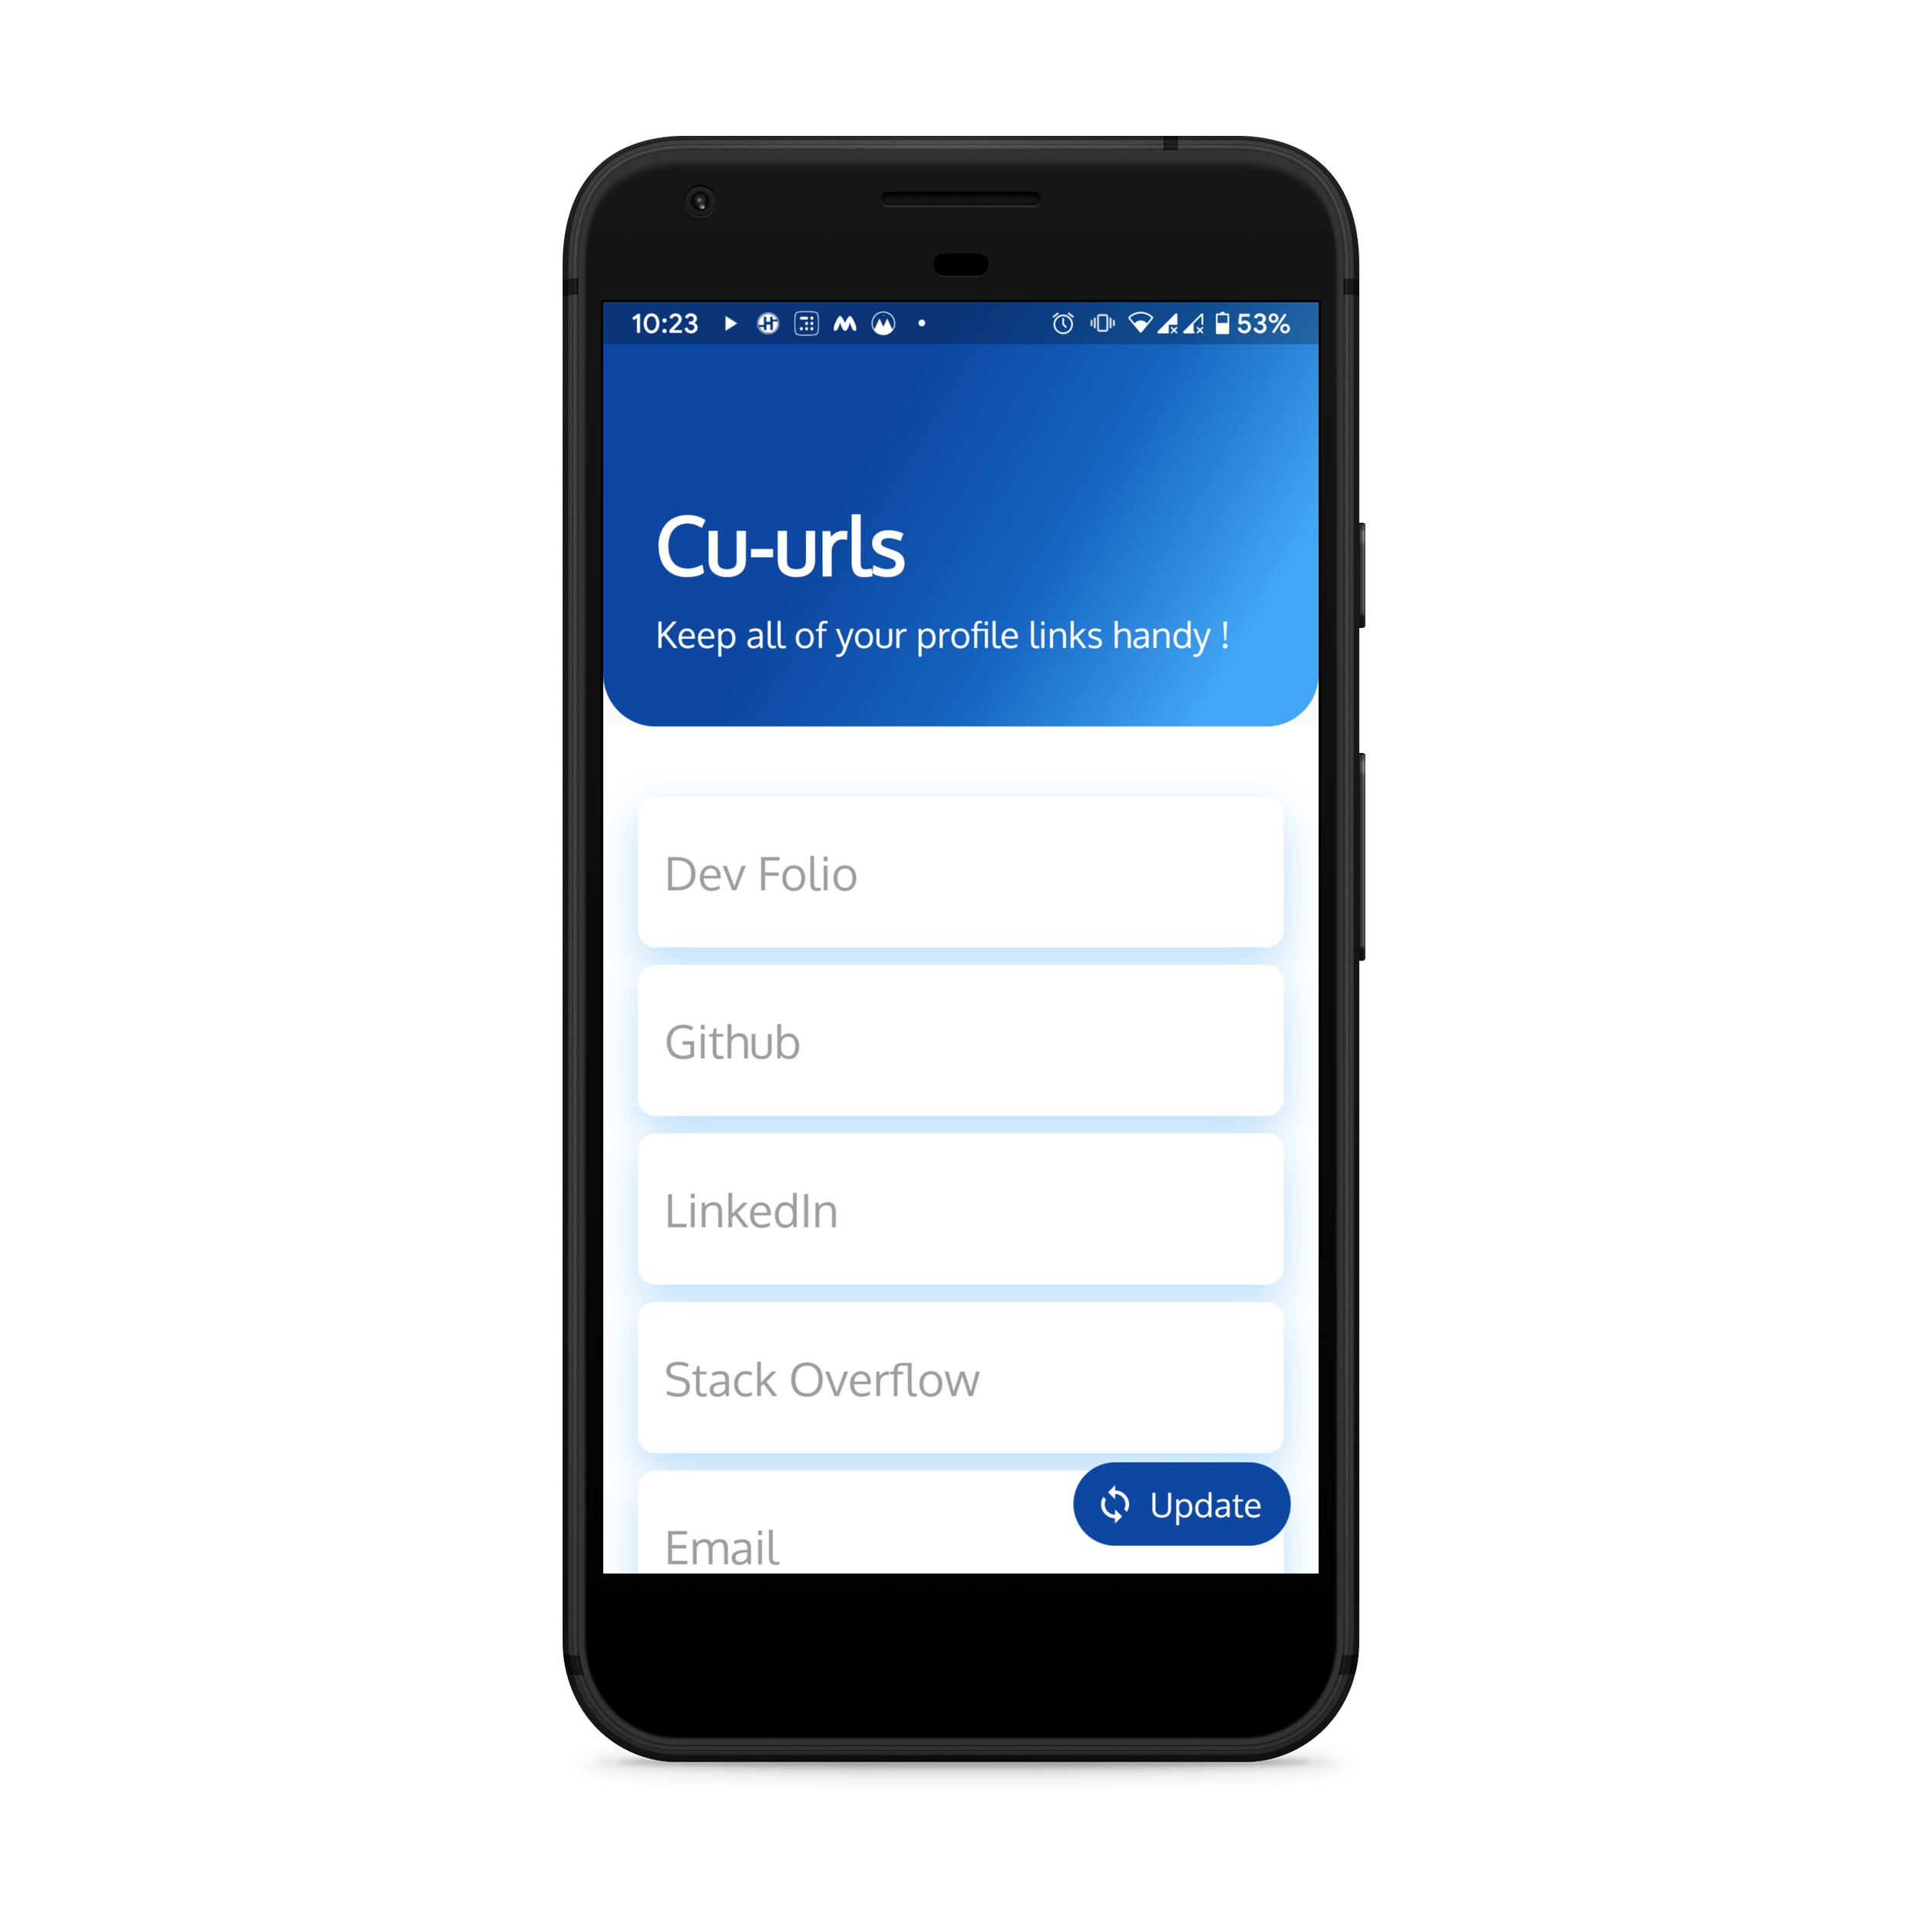 10:23 53%
Cu-urls
Keep all of your profile links handy !
Dev Folio
Github
LinkedIn
Stack Overflow
Update
Email